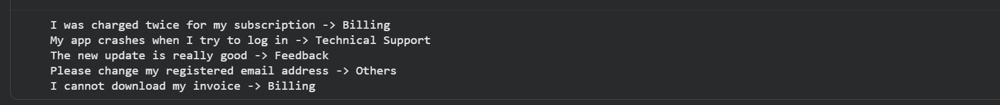 I was charged twice for my subscription -> Billing
My app crashes when I try to log in -> Technical Support
The new update is really good -> Feedback
Please change my registered email address -> Others
I cannot download my invoice -> Billing